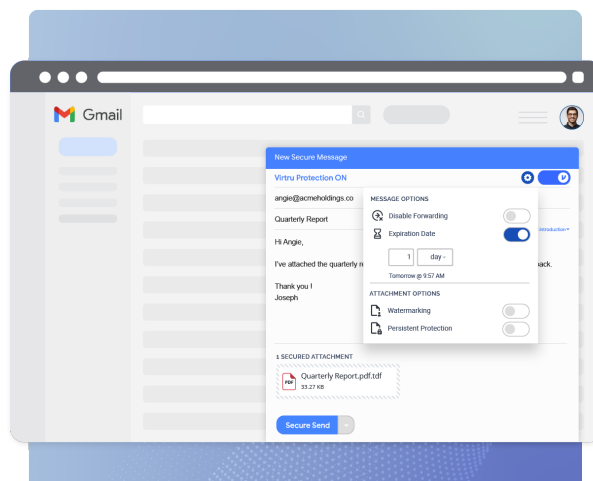 Gmail
New Secure Message
Virtru Protection ON
angie@acmeholdings.co
MESSAGE OPTIONS
Disable Forwarding
Quarterly Report
Expiration Date
Introduction
Hi Angie,
1 day
I've attached the quarterly
Tomorrow @ 9:57 AM
Thank you !
Joseph
ATTACHMENT OPTIONS
Watermarking
Persistent Protection
1 SECURED ATTACHMENT
PDF
Quarterly Report.pdf.tdf
33.27 KB
Secure Send